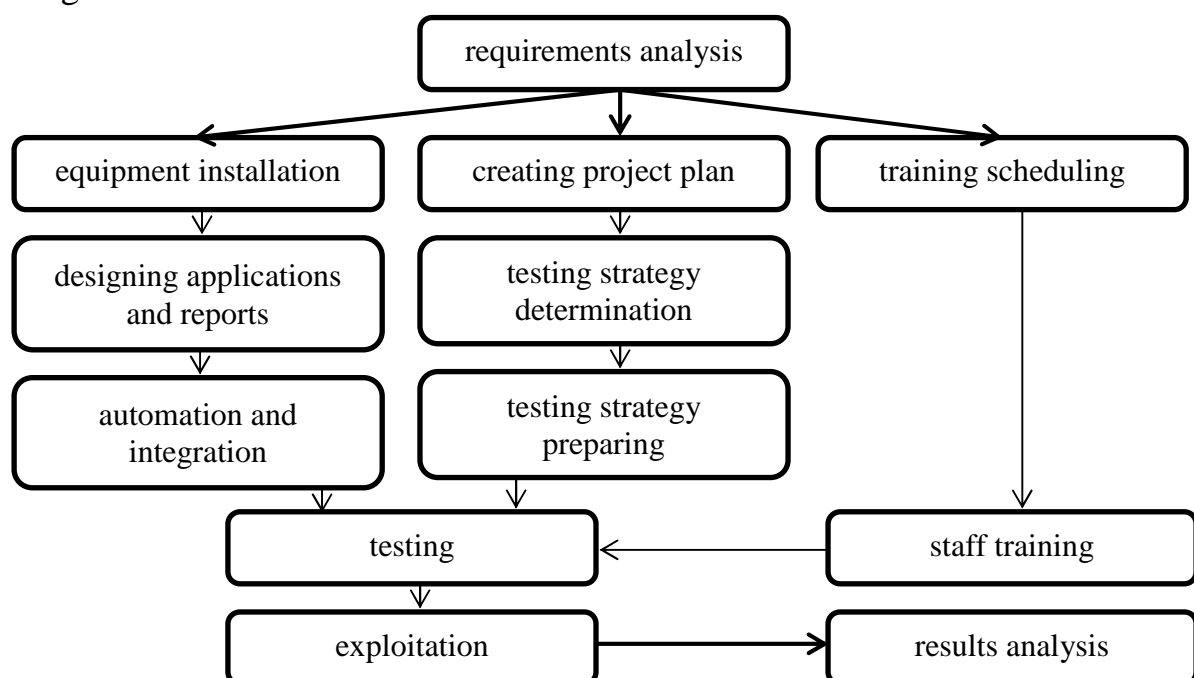 requirements analysis
equipment installation
creating project plan
training scheduling
designing applications
and reports
testing strategy
determination
automation and
integration
testing strategy
preparing
testing
staff training
exploitation
results analysis